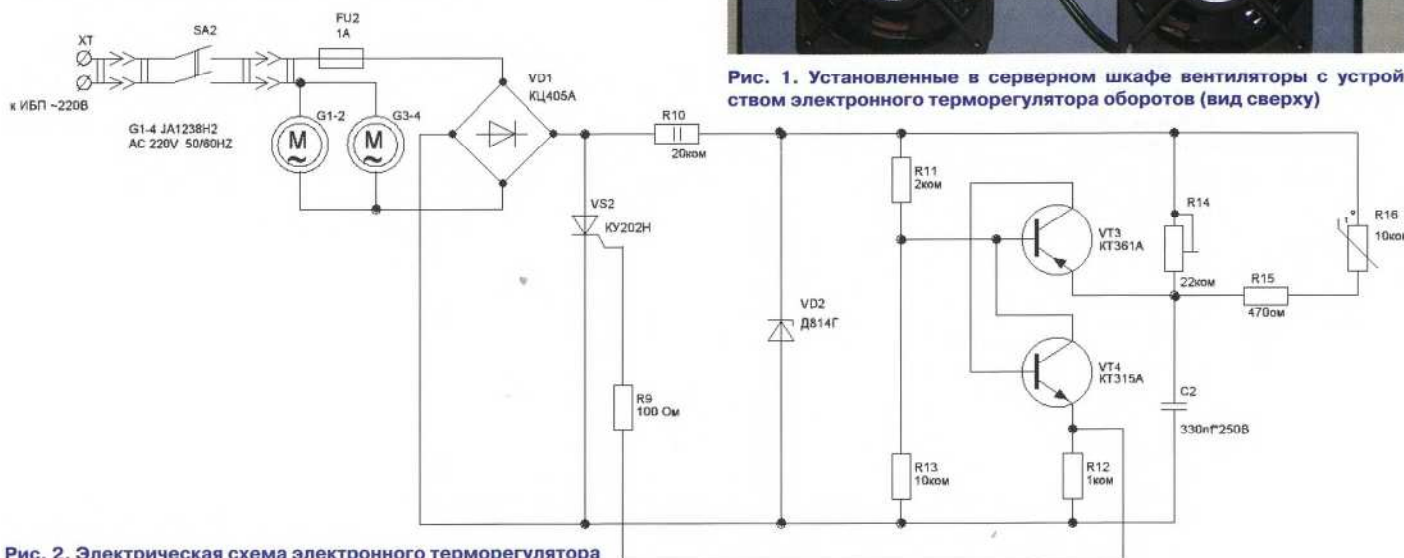 XT
SA2
FU2
1A
к ИБП ~220В
G1-4 JA1238H2
AC 220V 50/60HZ
G1-2
M
~
G3-4
M
~
VD1
КЦ405А
Рис. 1. Установленные в серверном шкафе вентиляторы с устрой
ством электронного терморегулятора оборотов (вид сверху)
R10
20ком
VS2
КУ202Н
R9
100 Ом
VD2
Д814Г
R11
2ком
R13
10ком
VT3
КТ361А
VT4
КТ315А
R12
1ком
R14
22ком
R15
470ом
C2
330nf*250В
t°
R16
10ком
Рис. 2. Электрическая схема электронного терморегулятора